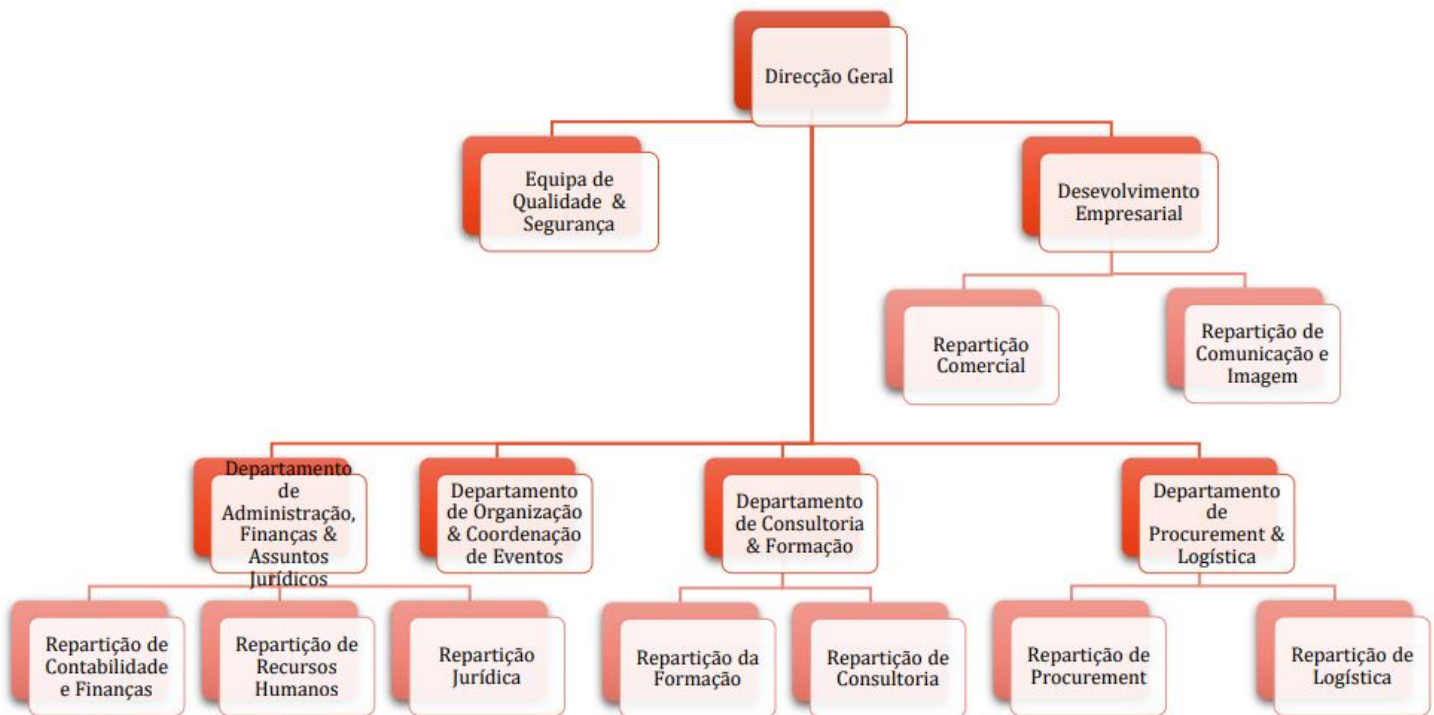 Direcção Geral
Equipa de
Qualidade &
Segurança
Desevolvimento
Empresarial
Repartição
Comercial
Repartição de
Comunicação e
Imagem
Departamento
de
Administração,
Finanças &
Assuntos
Jurídicos
Departamento
de Organização
& Coordenação
de Eventos
Departamento
de Consultoria
& Formação
Departamento
de
Procurement &
Logística
Repartição de
Contabilidade
e Finanças
Repartição de
Recursos
Humanos
Repartição
Jurídica
Repartição da
Formação
Repartição de
Consultoria
Repartição de
Procurement
Repartição de
Logística